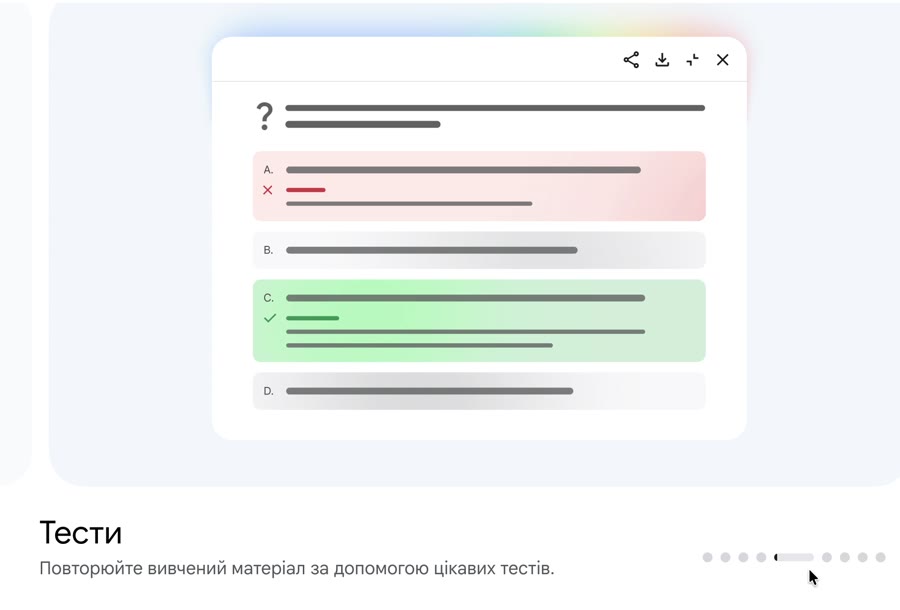 ?
A.
B.
C.
D.
Тести
Повторюйте вивчений матеріал за допомогою цікавих тестів.